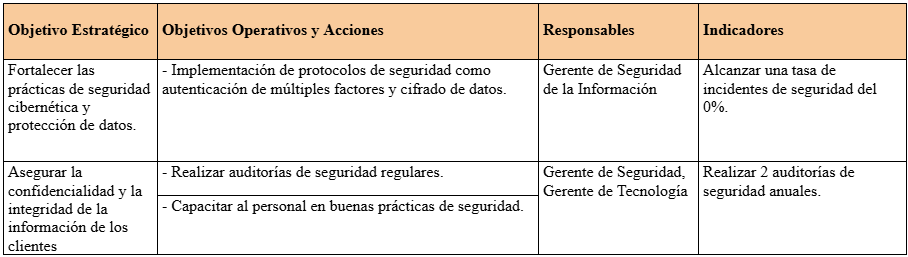 Objetivo Estratégico
Objetivos Operativos y Acciones
Responsables
Indicadores
Fortalecer las
prácticas de seguridad
cibernética y
protección de datos.
- Implementación de protocolos de seguridad como
autenticación de múltiples factores y cifrado de datos.
Gerente de Seguridad
de la Información
Alcanzar una tasa de
incidentes de seguridad del
0%.
Asegurar la
confidencialidad y la
integridad de la
información de los
clientes
- Realizar auditorías de seguridad regulares.
- Capacitar al personal en buenas prácticas de seguridad.
Gerente de Seguridad,
Gerente de Tecnología
Realizar 2 auditorías de
seguridad anuales.